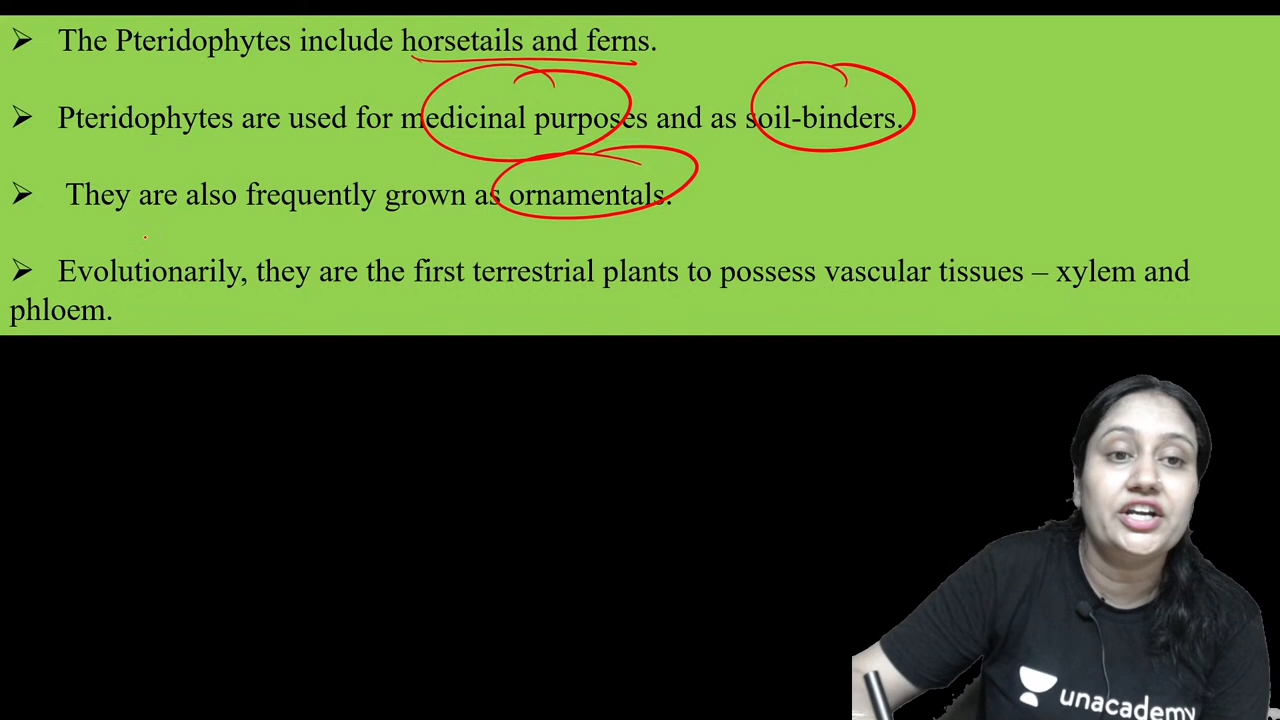 ➢ The Pteridophytes include horsetails and ferns.
➢ Pteridophytes are used for medicinal purposes and as soil-binders.
➢ They are also frequently grown as ornamentals.
➢ Evolutionarily, they are the first terrestrial plants to possess vascular tissues – xylem and
phloem.
unacademy